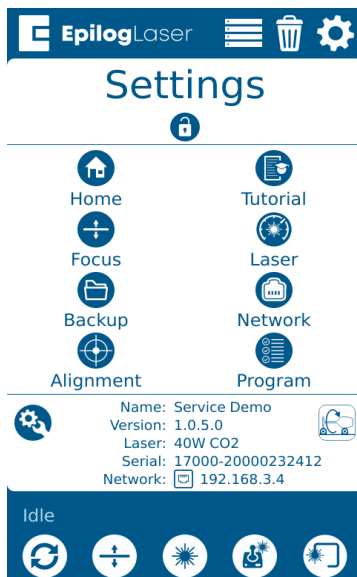 EpilogLaser
Settings
Home Tutorial
Focus Laser
Backup Network
Alignment Program
Name: Service Demo
Version: 1.0.5.0
Laser: 40W CO2
Serial: 17000-20000232412
Network: 192.168.3.4
Idle